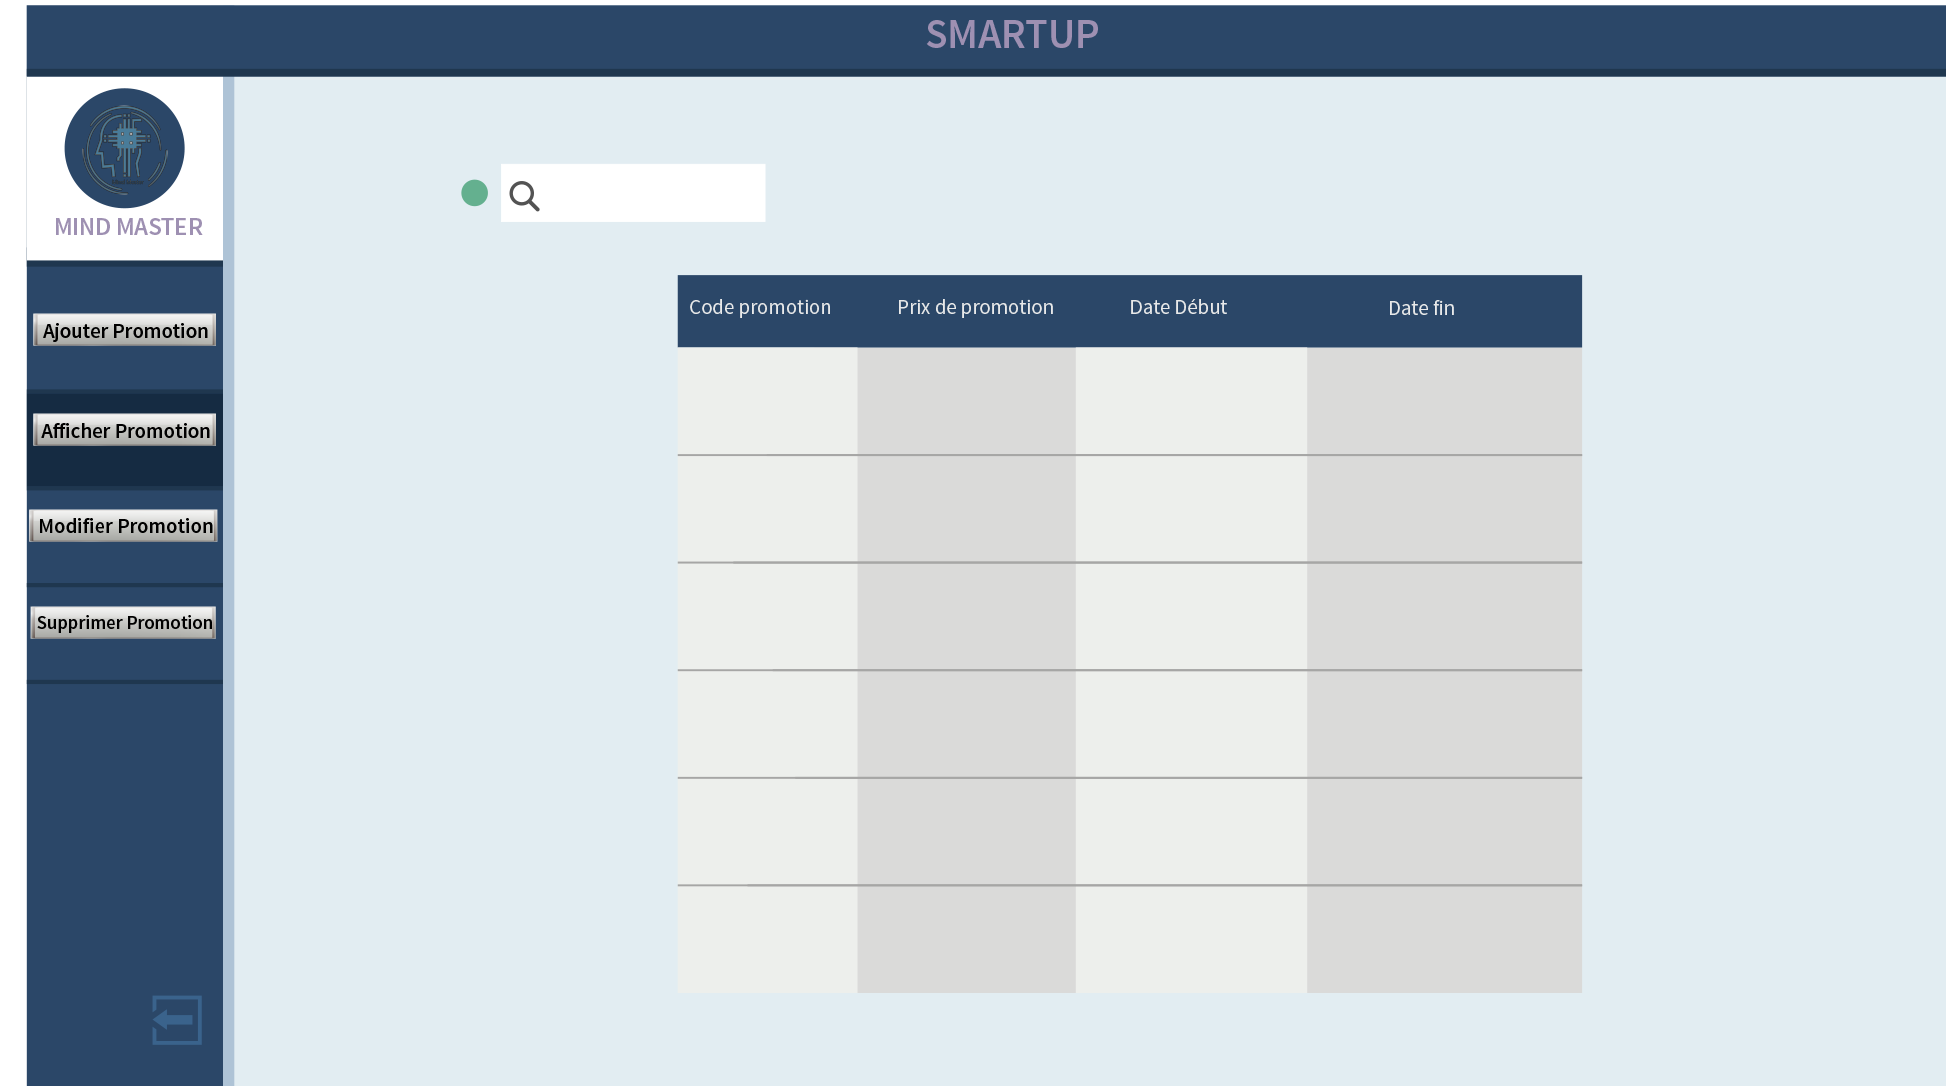 SMARTUP
MIND MASTER
Ajouter Promotion
Afficher Promotion
Modifier Promotion
Supprimer Promotion
Code promotion
Prix de promotion
Date Début
Date fin